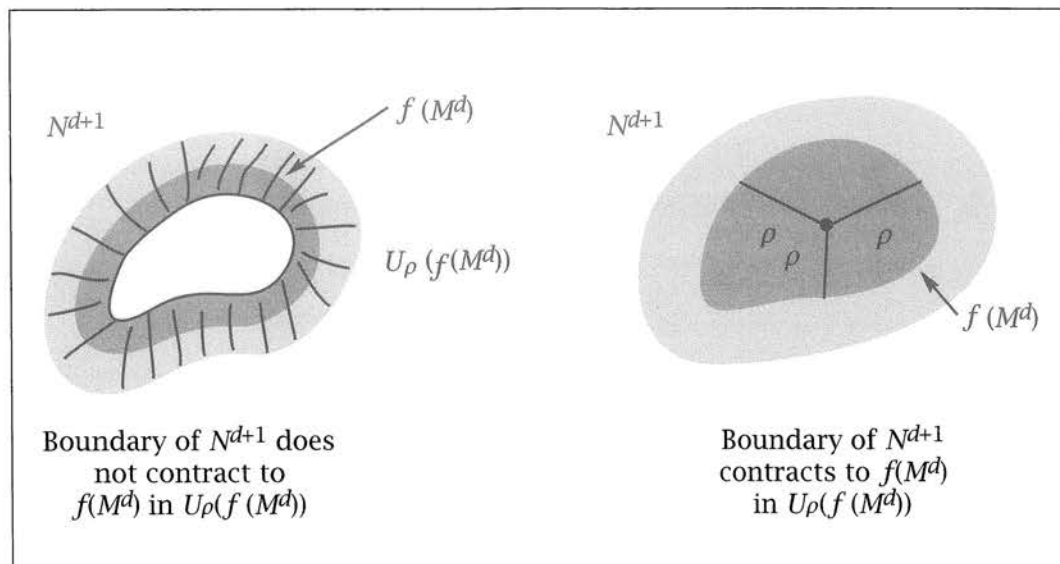 N^{d+1}
f (M^d)
U_ρ (f(M^d))
Boundary of N^{d+1} does
not contract to
f(M^d) in U_ρ(f (M^d))
N^{d+1}
ρ
ρ
ρ
f (M^d)
Boundary of N^{d+1}
contracts to f(M^d)
in U_ρ(f (M^d))